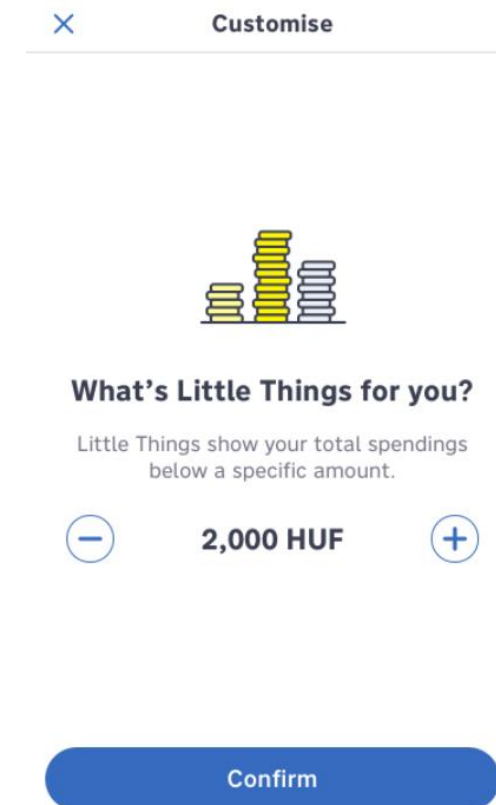 Customise
What's Little Things for you?
Little Things show your total spendings
below a specific amount.
2,000 HUF
Confirm